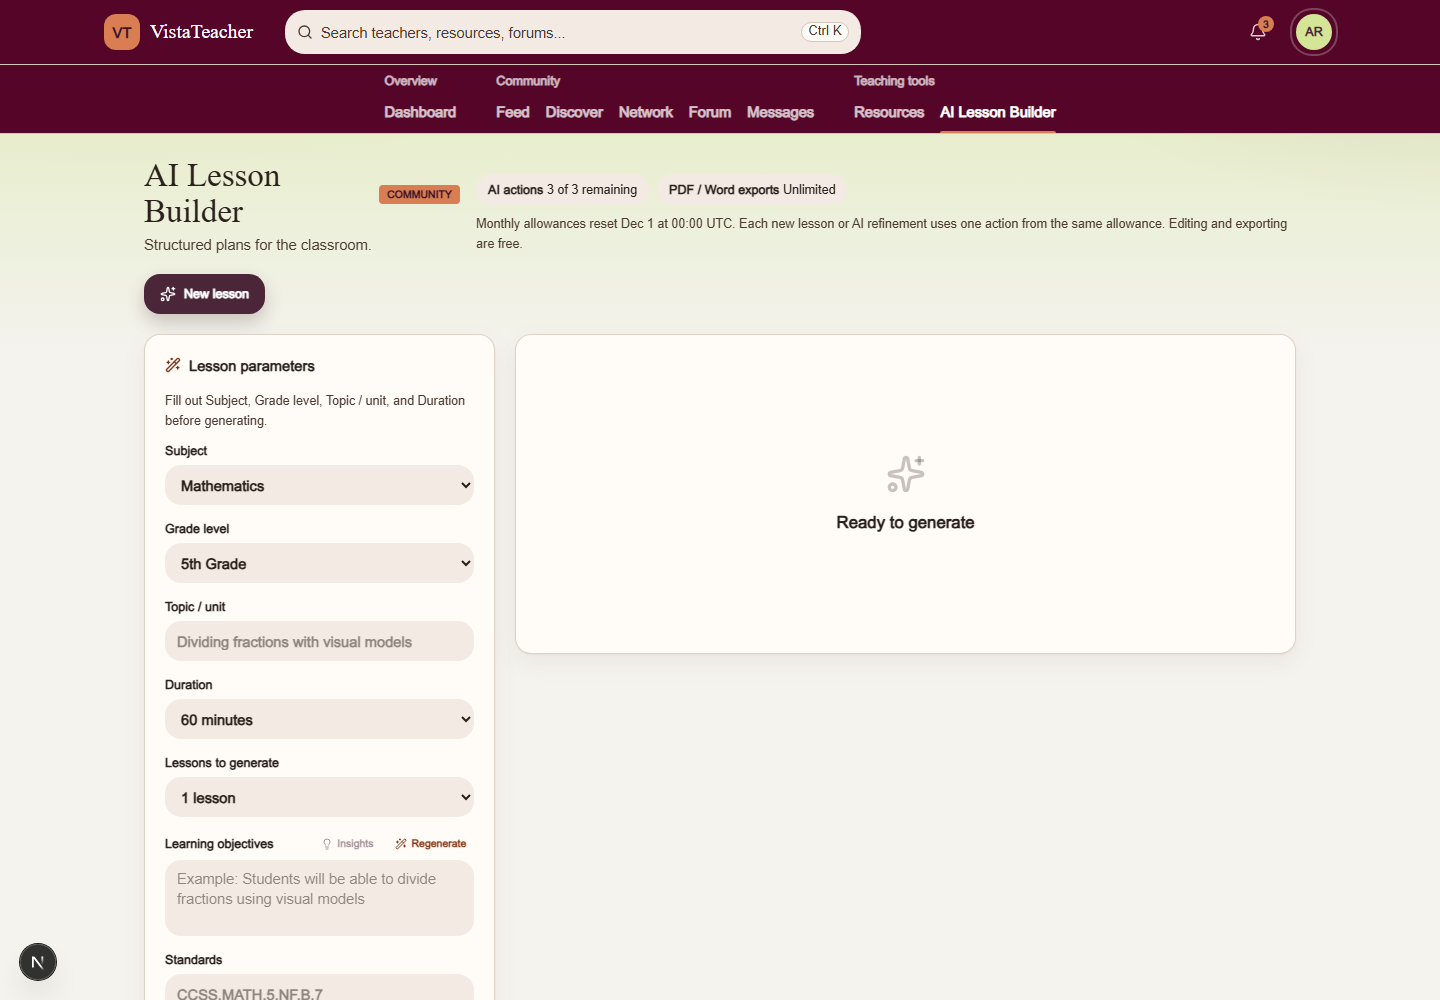 VT VistaTeacher
Search teachers, resources, forums... Ctrl K
3
AR
Overview
Dashboard
Community
Feed Discover Network Forum Messages
Teaching tools
Resources AI Lesson Builder
AI Lesson
Builder
Structured plans for the classroom.
COMMUNITY
AI actions 3 of 3 remaining
PDF / Word exports Unlimited
Monthly allowances reset Dec 1 at 00:00 UTC. Each new lesson or AI refinement uses one action from the same allowance. Editing and exporting
are free.
New lesson
Lesson parameters
Fill out Subject, Grade level, Topic / unit, and Duration
before generating.
Subject
Mathematics
Grade level
5th Grade
Topic / unit
Dividing fractions with visual models
Duration
60 minutes
Lessons to generate
1 lesson
Learning objectives Insights Regenerate
Example: Students will be able to divide
fractions using visual models
Standards
CCSS.MATH.5.NF.B.7
Ready to generate
N